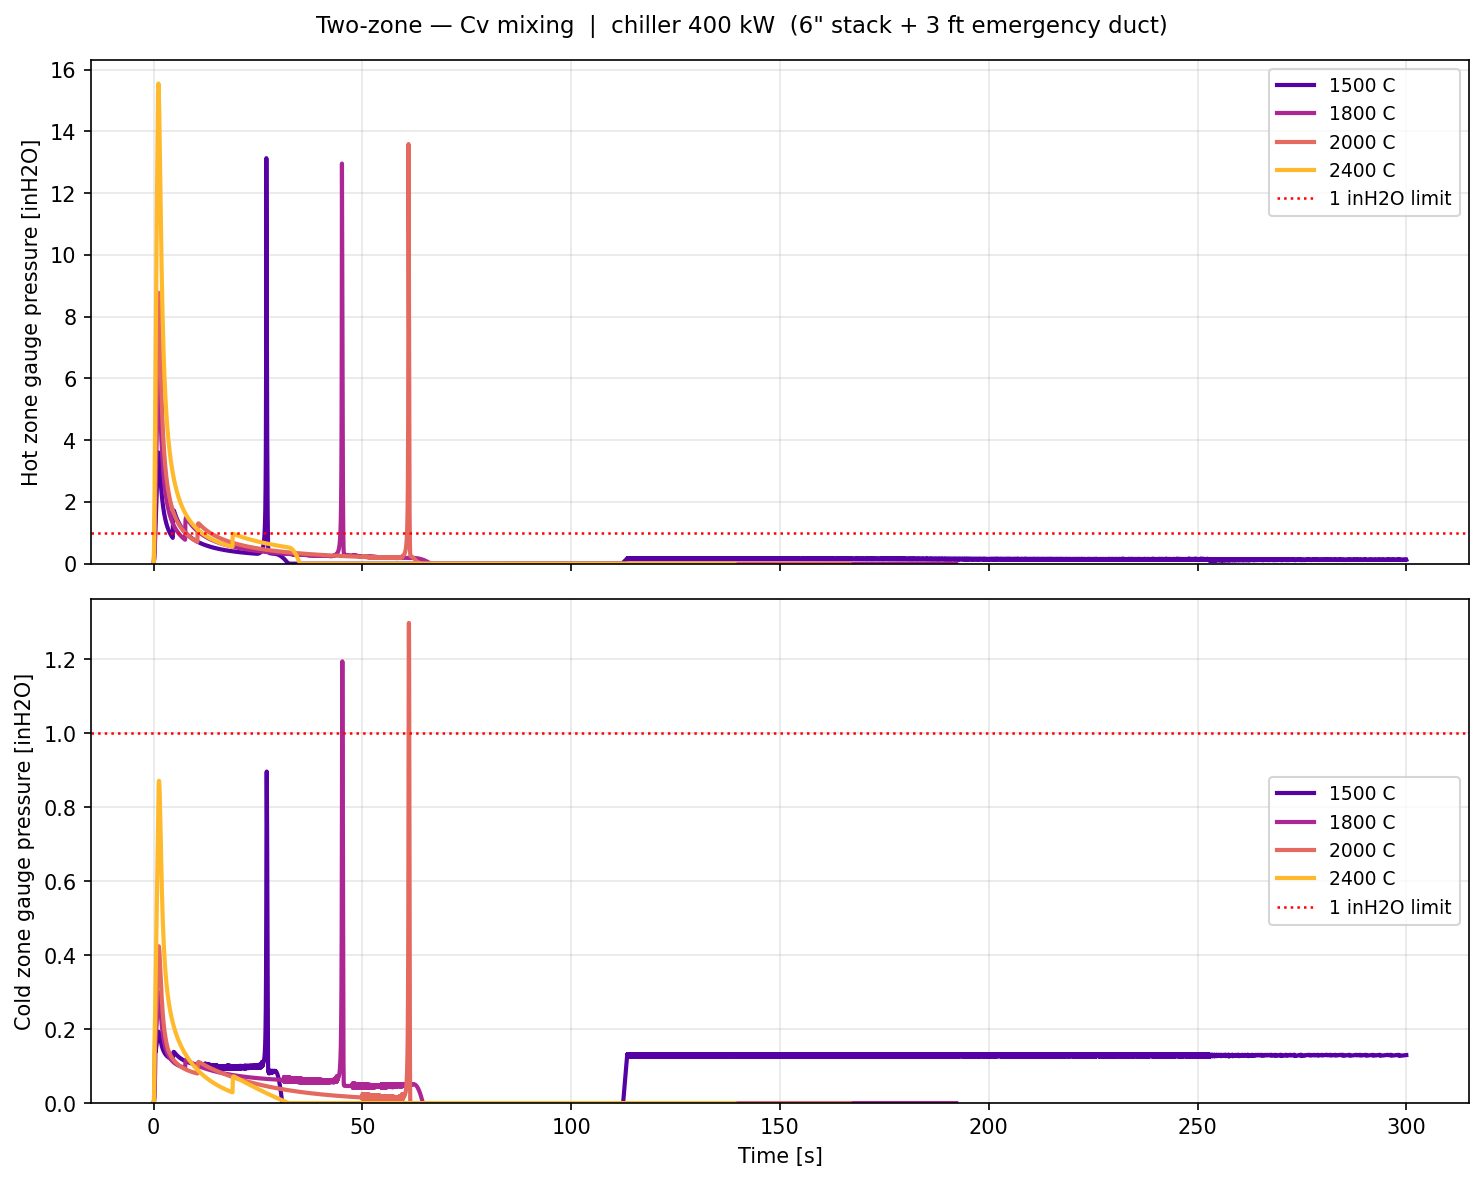 Two-zone — Cv mixing | chiller 400 kW (6" stack + 3 ft emergency duct)
Hot zone gauge pressure [inH2O]
16
14
12
10
8
6
4
2
0
1500 C
1800 C
2000 C
2400 C
1 inH2O limit
Cold zone gauge pressure [inH2O]
1.2
1.0
0.8
0.6
0.4
0.2
0.0
1500 C
1800 C
2000 C
2400 C
1 inH2O limit
0 50 100 150 200 250 300
Time [s]